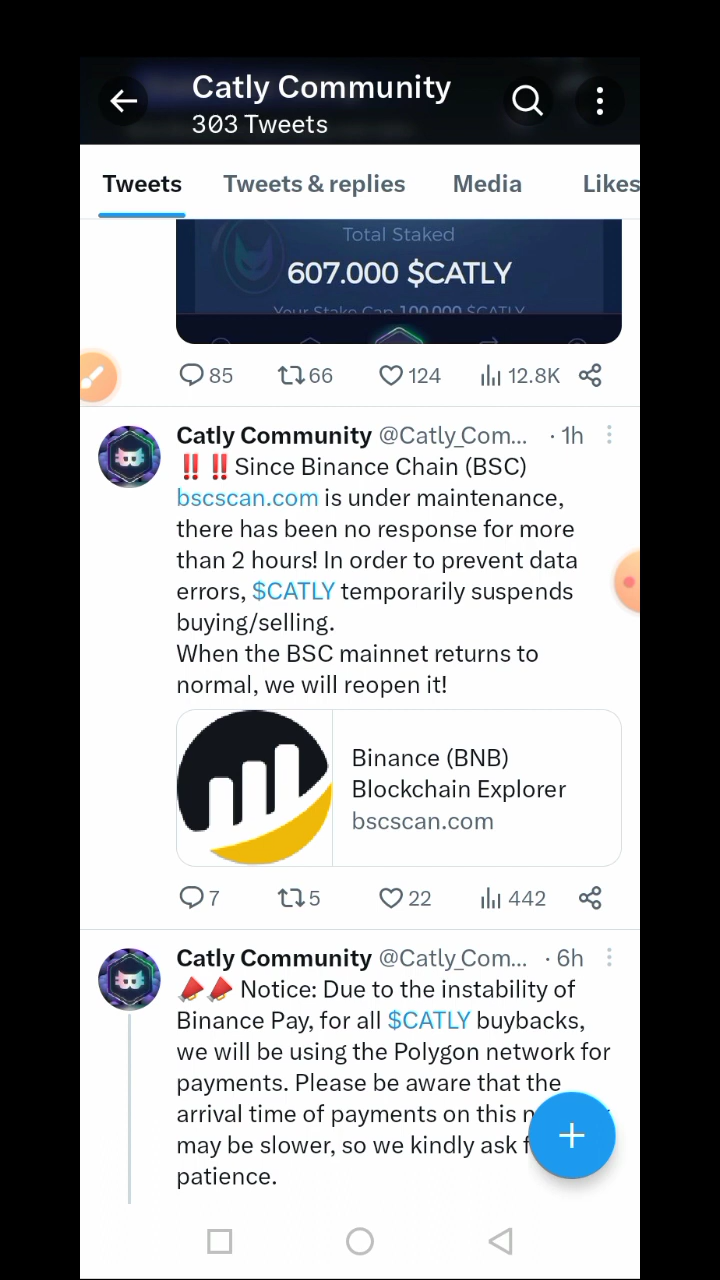 Catly Community
303 Tweets
Tweets
Tweets & replies
Media
Likes
Total Staked
607.000 $CATLY
Your Stake Cap 100.000 $CATLY
85
66
124
12.8K
Catly Community @Catly_Com... · 1h
‼️ ‼️Since Binance Chain (BSC)
bscscan.com is under maintenance,
there has been no response for more
than 2 hours! In order to prevent data
errors, $CATLY temporarily suspends
buying/selling.
When the BSC mainnet returns to
normal, we will reopen it!
Binance (BNB)
Blockchain Explorer
bscscan.com
7
5
22
442
Catly Community @Catly_Com... · 6h
📣📣 Notice: Due to the instability of
Binance Pay, for all $CATLY buybacks,
we will be using the Polygon network for
payments. Please be aware that the
arrival time of payments on this
may be slower, so we kindly ask
patience.